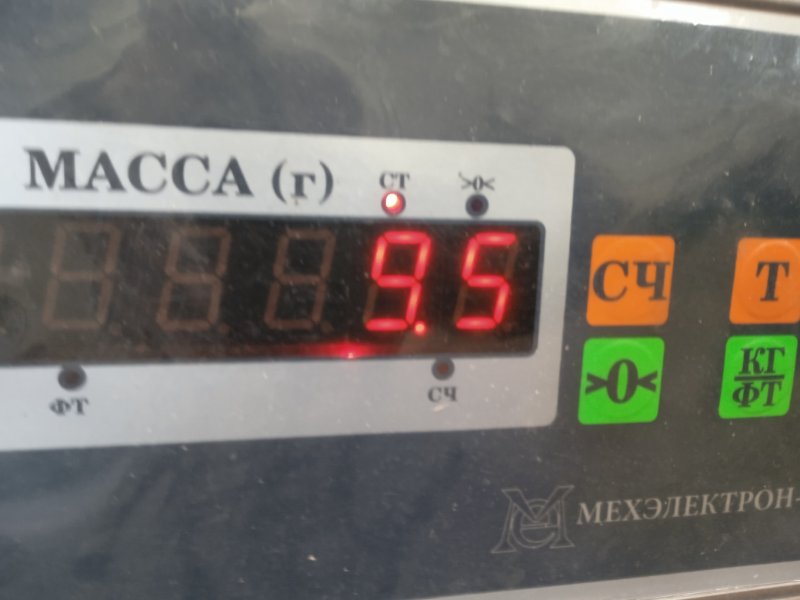 МАССА (г)
СТ >0<
9.5
ФТ СЧ
СЧ Т
>0< КГ
ФТ
МЕХЭЛЕКТРОН-